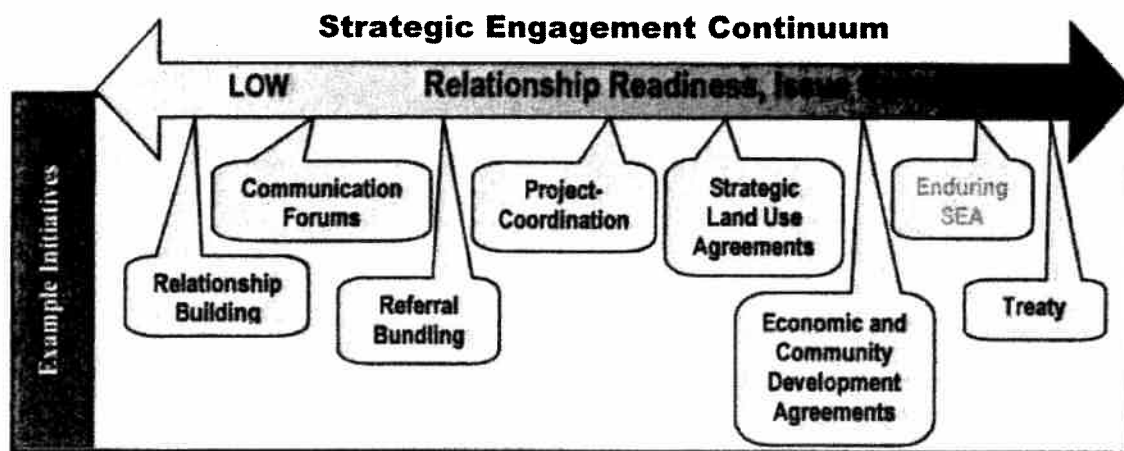 Strategic Engagement Continuum
LOW
Relationship Readiness, Issue
Example Initiatives
Relationship
Building
Communication
Forums
Referral
Bundling
Project-
Coordination
Strategic
Land Use
Agreements
Economic and
Community
Development
Agreements
Enduring
SEA
Treaty